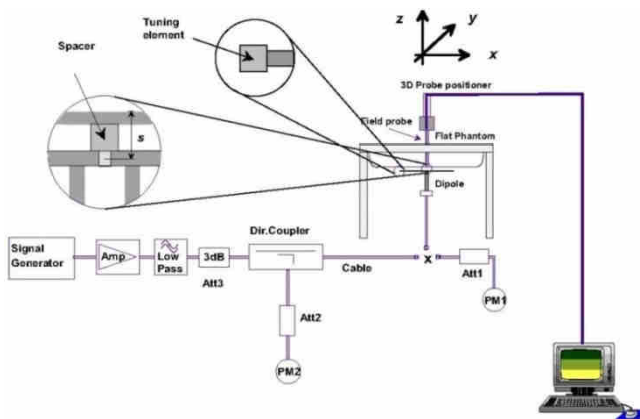 Tuning
element
Spacer
s
z
y
x
3D Probe positioner
Field probe
Flat Phantom
Dipole
Signal
Generator
Amp
Low
Pass
3dB
Att3
Dir.Coupler
Cable
x
Att1
PM1
Att2
PM2